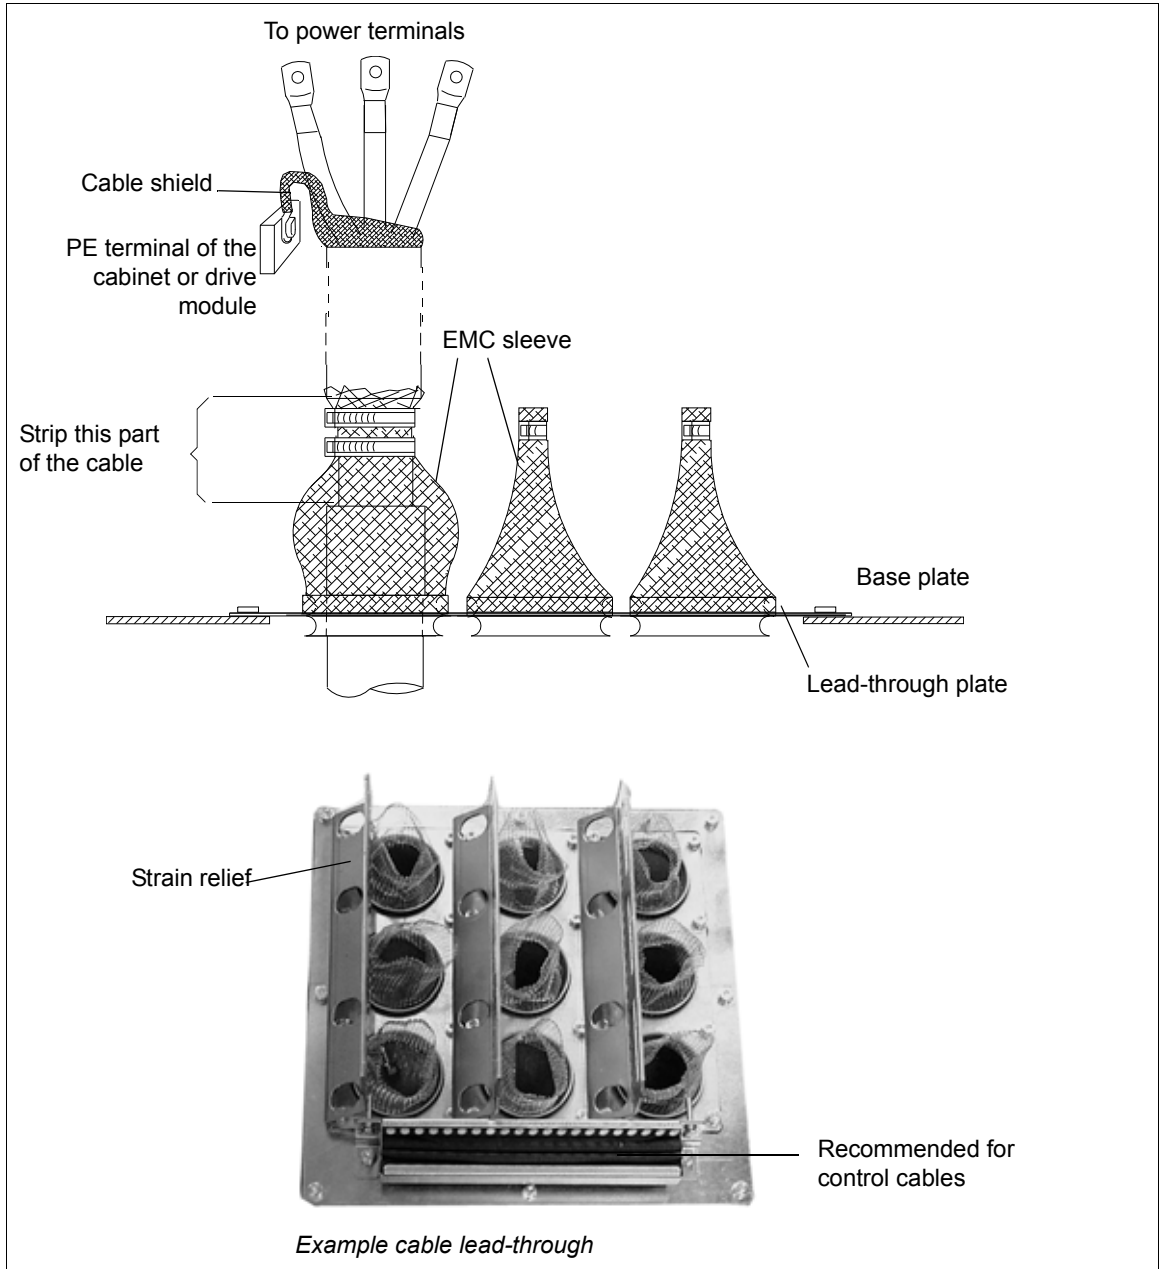 To power terminals
Cable shield
PE terminal of the
cabinet or drive
module
EMC sleeve
Strip this part
of the cable
Base plate
Lead-through plate
Strain relief
Recommended for
control cables
Example cable lead-through